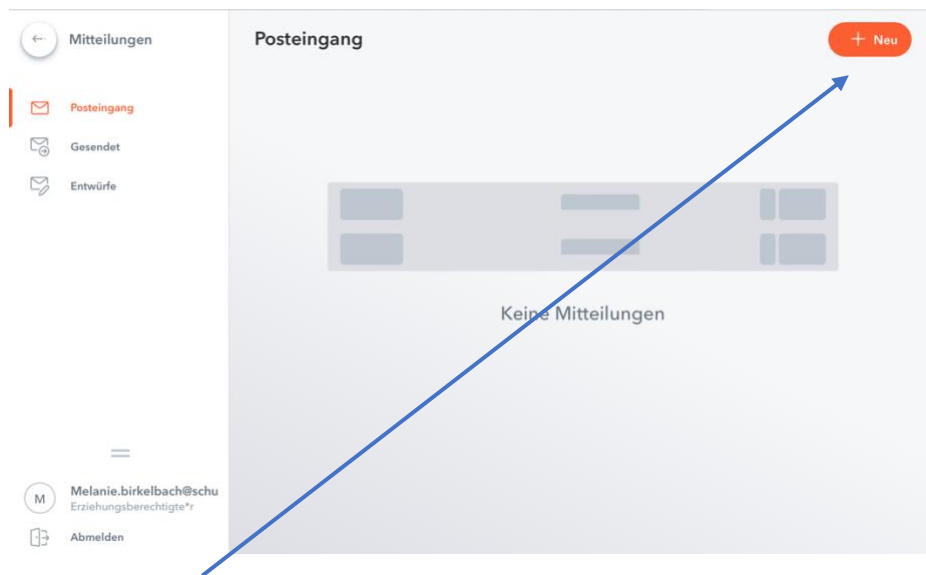 Mitteilungen
Posteingang
+ Neu
Posteingang
Gesendet
Entwürfe
Keine Mitteilungen
M
Melanie.birkelbach@schu
Erziehungsberechtigte*r
Abmelden